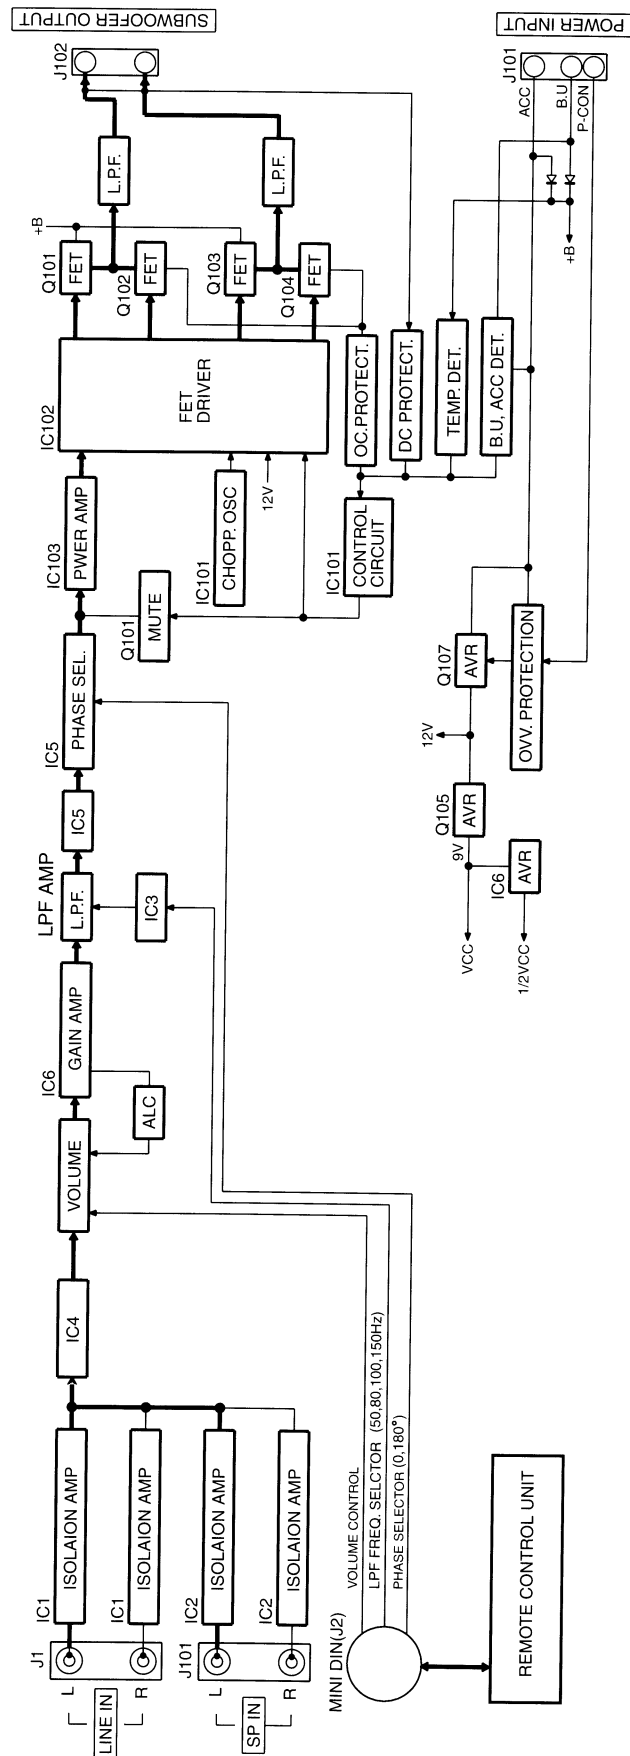 SUBWOOFER OUTPUT
J102
POWER INPUT
J101
ACC
B.U
P-CON
L.P.F.
L.P.F.
+B
Q101
FET
Q102
FET
Q103
FET
Q104
FET
+B
IC102
FET
DRIVER
OC.PROTECT.
DC PROTECT.
TEMP. DET.
B.U, ACC DET.
IC103
PWER AMP
IC101
CHOPP. OSC
12V
IC101
CONTROL
CIRCUIT
Q101
MUTE
IC5
PHASE SEL.
Q107
AVR
OVV. PROTECTION
12V
IC5
Q105
AVR
9V
IC6
AVR
VCC
1/2VCC
LPF AMP
L.P.F.
IC3
IC6
GAIN AMP
ALC
VOLUME
IC4
IC1
ISOLAION AMP
IC1
ISOLAION AMP
IC2
ISOLAION AMP
IC2
ISOLAION AMP
J1
L
R
LINE IN
J101
L
R
SP IN
MINI DIN(J2)
VOLUME CONTROL
LPF FREQ. SELCTOR (50,80,100,150Hz)
PHASE SELECTOR (0,180°)
REMOTE CONTROL UNIT